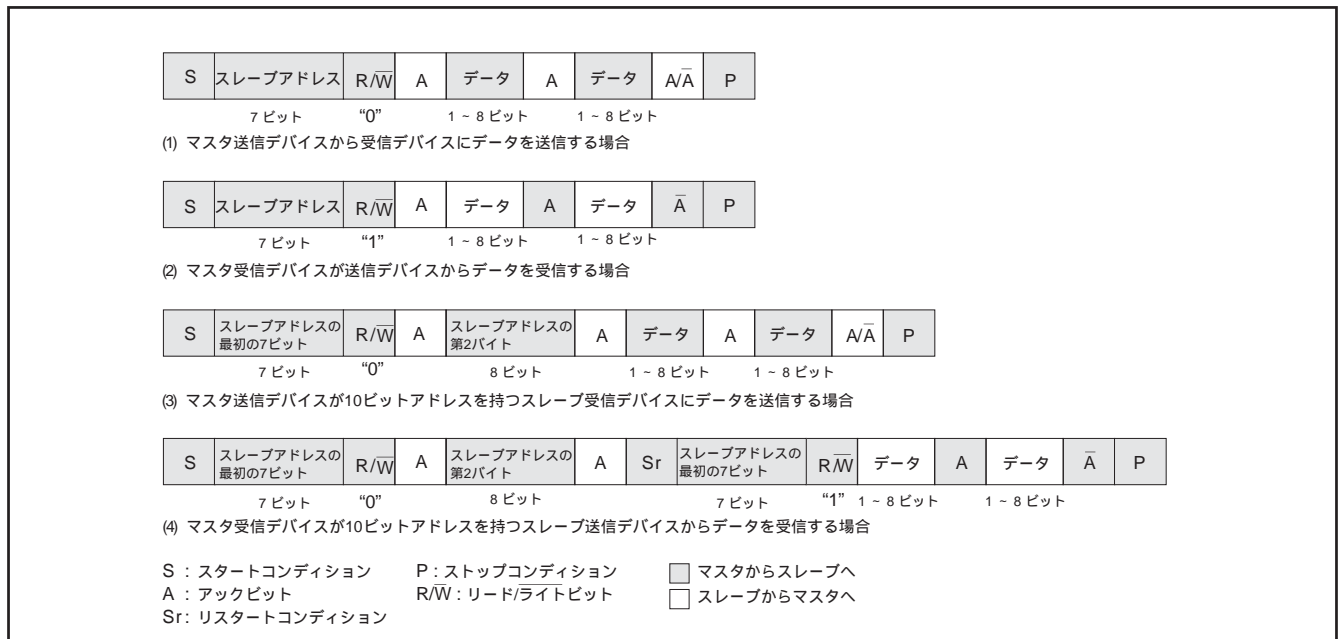 S スレーブアドレス R/W̅ A データ A データ A/A̅ P
7 ビット “0” 1 ~ 8 ビット 1 ~ 8 ビット
(1) マスタ送信デバイスから受信デバイスにデータを送信する場合
S スレーブアドレス R/W̅ A データ A データ A̅ P
7 ビット “1” 1 ~ 8 ビット 1 ~ 8 ビット
(2) マスタ受信デバイスが送信デバイスからデータを受信する場合
S スレーブアドレスの最初の7ビット R/W̅ A スレーブアドレスの第2バイト A データ A データ A/A̅ P
7 ビット “0” 8 ビット 1 ~ 8 ビット 1 ~ 8 ビット
(3) マスタ送信デバイスが10ビットアドレスを持つスレーブ受信デバイスにデータを送信する場合
S スレーブアドレスの最初の7ビット R/W̅ A スレーブアドレスの第2バイト A Sr スレーブアドレスの最初の7ビット R/W̅ データ A データ A̅ P
7 ビット “0” 8 ビット 7 ビット “1” 1 ~ 8 ビット 1 ~ 8 ビット
(4) マスタ受信デバイスが10ビットアドレスを持つスレーブ送信デバイスからデータを受信する場合
S : スタートコンディション P : ストップコンディション マスタからスレーブへ
A : アックビット R/W̅ : リード/ライトビット スレーブからマスタへ
Sr : リスタートコンディション